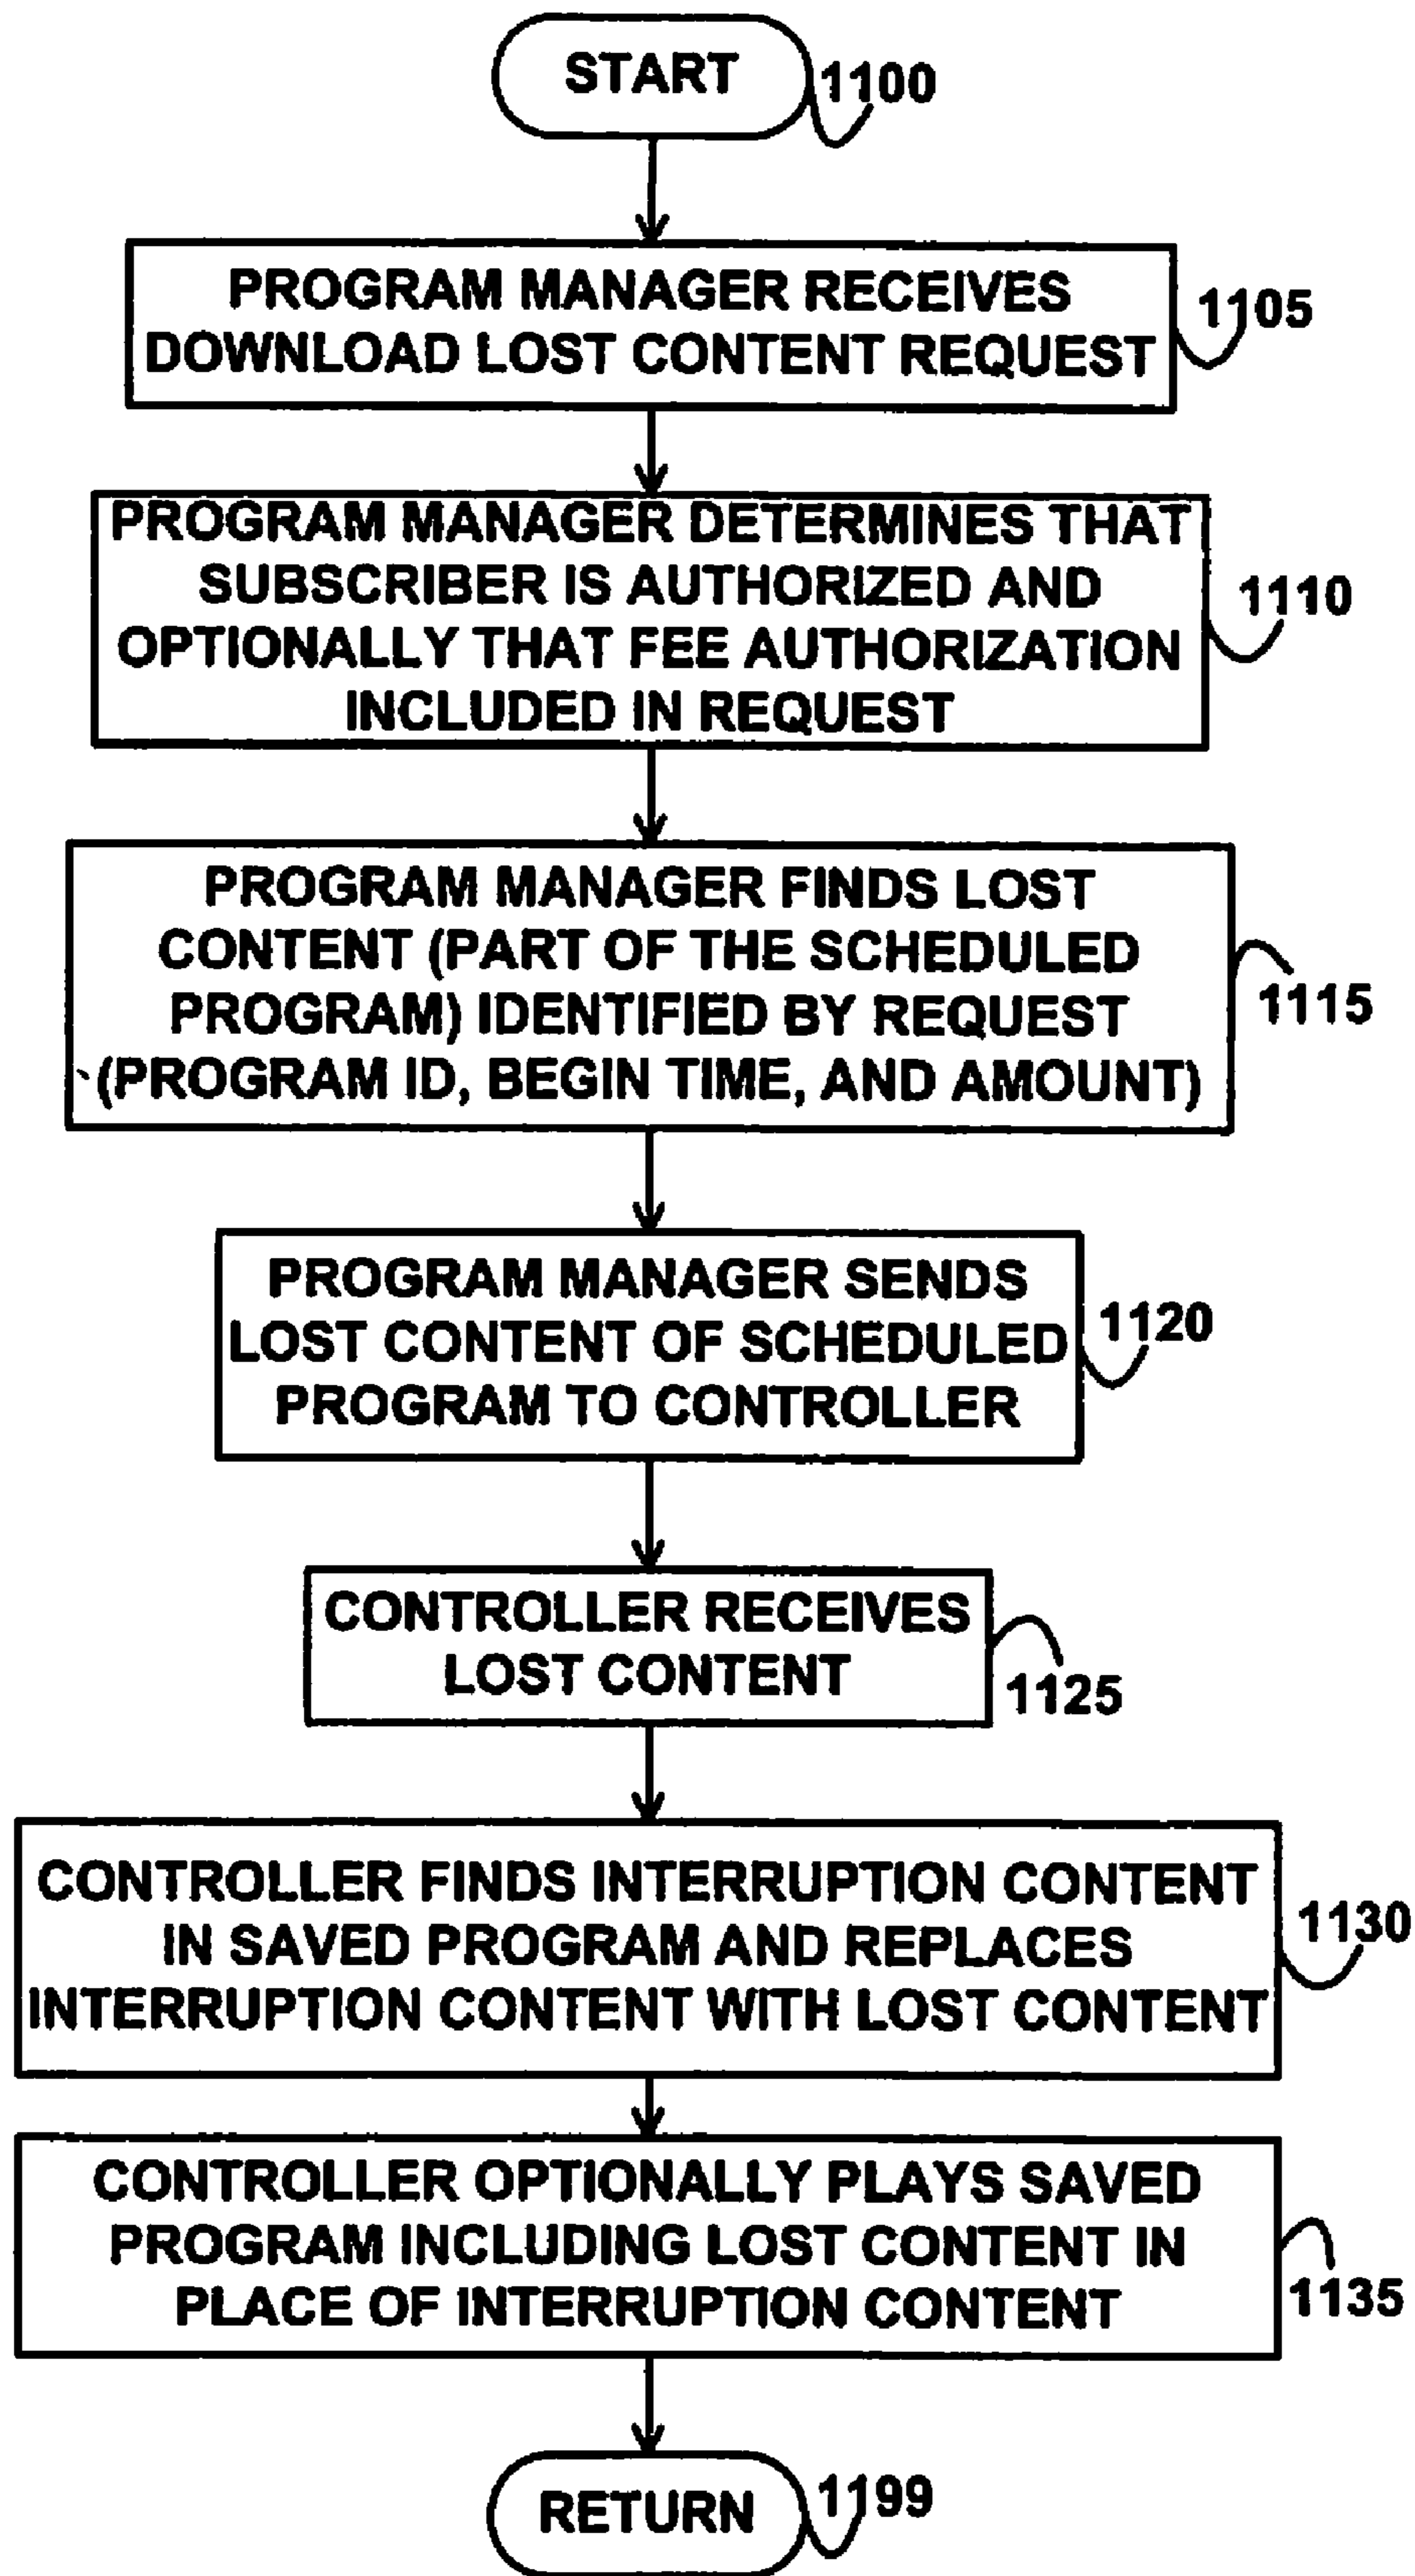 START
1100
PROGRAM MANAGER RECEIVES
DOWNLOAD LOST CONTENT REQUEST
1105
PROGRAM MANAGER DETERMINES THAT
SUBSCRIBER IS AUTHORIZED AND
OPTIONALLY THAT FEE AUTHORIZATION
INCLUDED IN REQUEST
1110
PROGRAM MANAGER FINDS LOST
CONTENT (PART OF THE SCHEDULED
PROGRAM) IDENTIFIED BY REQUEST
(PROGRAM ID, BEGIN TIME, AND AMOUNT)
1115
PROGRAM MANAGER SENDS
LOST CONTENT OF SCHEDULED
PROGRAM TO CONTROLLER
1120
CONTROLLER RECEIVES
LOST CONTENT
1125
CONTROLLER FINDS INTERRUPTION CONTENT
IN SAVED PROGRAM AND REPLACES
INTERRUPTION CONTENT WITH LOST CONTENT
1130
CONTROLLER OPTIONALLY PLAYS SAVED
PROGRAM INCLUDING LOST CONTENT IN
PLACE OF INTERRUPTION CONTENT
1135
RETURN
1199